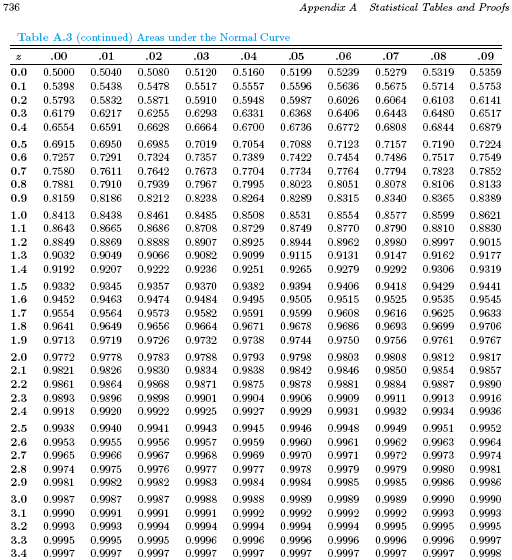 736 Appendix A Statistical Tables and Proofs
Table A.3 (continued) Areas under the Normal Curve
z .00 .01 .02 .03 .04 .05 .06 .07 .08 .09
0.0 0.5000 0.5040 0.5080 0.5120 0.5160 0.5199 0.5239 0.5279 0.5319 0.5359
0.1 0.5398 0.5438 0.5478 0.5517 0.5557 0.5596 0.5636 0.5675 0.5714 0.5753
0.2 0.5793 0.5832 0.5871 0.5910 0.5948 0.5987 0.6026 0.6064 0.6103 0.6141
0.3 0.6179 0.6217 0.6255 0.6293 0.6331 0.6368 0.6406 0.6443 0.6480 0.6517
0.4 0.6554 0.6591 0.6628 0.6664 0.6700 0.6736 0.6772 0.6808 0.6844 0.6879
0.5 0.6915 0.6950 0.6985 0.7019 0.7054 0.7088 0.7123 0.7157 0.7190 0.7224
0.6 0.7257 0.7291 0.7324 0.7357 0.7389 0.7422 0.7454 0.7486 0.7517 0.7549
0.7 0.7580 0.7611 0.7642 0.7673 0.7704 0.7734 0.7764 0.7794 0.7823 0.7852
0.8 0.7881 0.7910 0.7939 0.7967 0.7995 0.8023 0.8051 0.8078 0.8106 0.8133
0.9 0.8159 0.8186 0.8212 0.8238 0.8264 0.8289 0.8315 0.8340 0.8365 0.8389
1.0 0.8413 0.8438 0.8461 0.8485 0.8508 0.8531 0.8554 0.8577 0.8599 0.8621
1.1 0.8643 0.8665 0.8686 0.8708 0.8729 0.8749 0.8770 0.8790 0.8810 0.8830
1.2 0.8849 0.8869 0.8888 0.8907 0.8925 0.8944 0.8962 0.8980 0.8997 0.9015
1.3 0.9032 0.9049 0.9066 0.9082 0.9099 0.9115 0.9131 0.9147 0.9162 0.9177
1.4 0.9192 0.9207 0.9222 0.9236 0.9251 0.9265 0.9279 0.9292 0.9306 0.9319
1.5 0.9332 0.9345 0.9357 0.9370 0.9382 0.9394 0.9406 0.9418 0.9429 0.9441
1.6 0.9452 0.9463 0.9474 0.9484 0.9495 0.9505 0.9515 0.9525 0.9535 0.9545
1.7 0.9554 0.9564 0.9573 0.9582 0.9591 0.9599 0.9608 0.9616 0.9625 0.9633
1.8 0.9641 0.9649 0.9656 0.9664 0.9671 0.9678 0.9686 0.9693 0.9699 0.9706
1.9 0.9713 0.9719 0.9726 0.9732 0.9738 0.9744 0.9750 0.9756 0.9761 0.9767
2.0 0.9772 0.9778 0.9783 0.9788 0.9793 0.9798 0.9803 0.9808 0.9812 0.9817
2.1 0.9821 0.9826 0.9830 0.9834 0.9838 0.9842 0.9846 0.9850 0.9854 0.9857
2.2 0.9861 0.9864 0.9868 0.9871 0.9875 0.9878 0.9881 0.9884 0.9887 0.9890
2.3 0.9893 0.9896 0.9898 0.9901 0.9904 0.9906 0.9909 0.9911 0.9913 0.9916
2.4 0.9918 0.9920 0.9922 0.9925 0.9927 0.9929 0.9931 0.9932 0.9934 0.9936
2.5 0.9938 0.9940 0.9941 0.9943 0.9945 0.9946 0.9948 0.9949 0.9951 0.9952
2.6 0.9953 0.9955 0.9956 0.9957 0.9959 0.9960 0.9961 0.9962 0.9963 0.9964
2.7 0.9965 0.9966 0.9967 0.9968 0.9969 0.9970 0.9971 0.9972 0.9973 0.9974
2.8 0.9974 0.9975 0.9976 0.9977 0.9977 0.9978 0.9979 0.9979 0.9980 0.9981
2.9 0.9981 0.9982 0.9982 0.9983 0.9984 0.9984 0.9985 0.9985 0.9986 0.9986
3.0 0.9987 0.9987 0.9987 0.9988 0.9988 0.9989 0.9989 0.9989 0.9990 0.9990
3.1 0.9990 0.9991 0.9991 0.9991 0.9992 0.9992 0.9992 0.9992 0.9993 0.9993
3.2 0.9993 0.9993 0.9994 0.9994 0.9994 0.9994 0.9994 0.9995 0.9995 0.9995
3.3 0.9995 0.9995 0.9995 0.9996 0.9996 0.9996 0.9996 0.9996 0.9996 0.9997
3.4 0.9997 0.9997 0.9997 0.9997 0.9997 0.9997 0.9997 0.9997 0.9997 0.9998